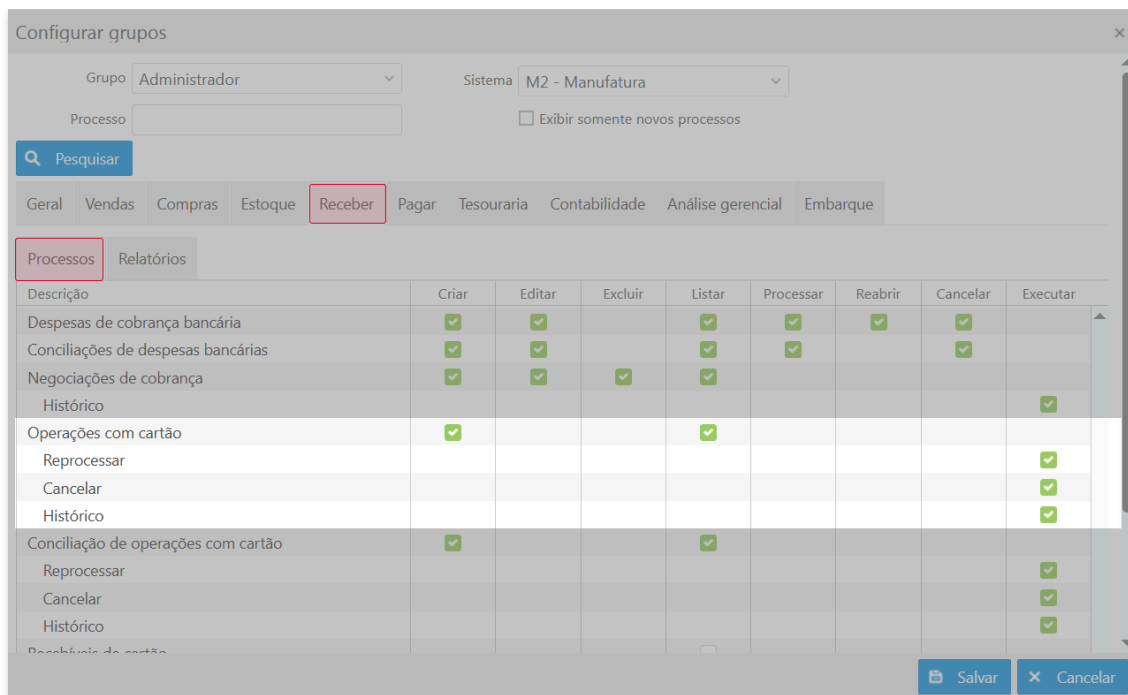 Configurar grupos
Grupo Administrador Sistema M2 - Manufatura
Processo Exibir somente novos processos
Pesquisar
Geral Vendas Compras Estoque Receber Pagar Tesouraria Contabilidade Análise gerencial Embarque
Processos Relatórios
Descrição Criar Editar Excluir Listar Processar Reabrir Cancelar Executar
Despesas de cobrança bancária
Conciliações de despesas bancárias
Negociações de cobrança
Histórico
Operações com cartão
Reprocessar
Cancelar
Histórico
Conciliação de operações com cartão
Reprocessar
Cancelar
Histórico
Recebíveis de cartão
Salvar Cancelar